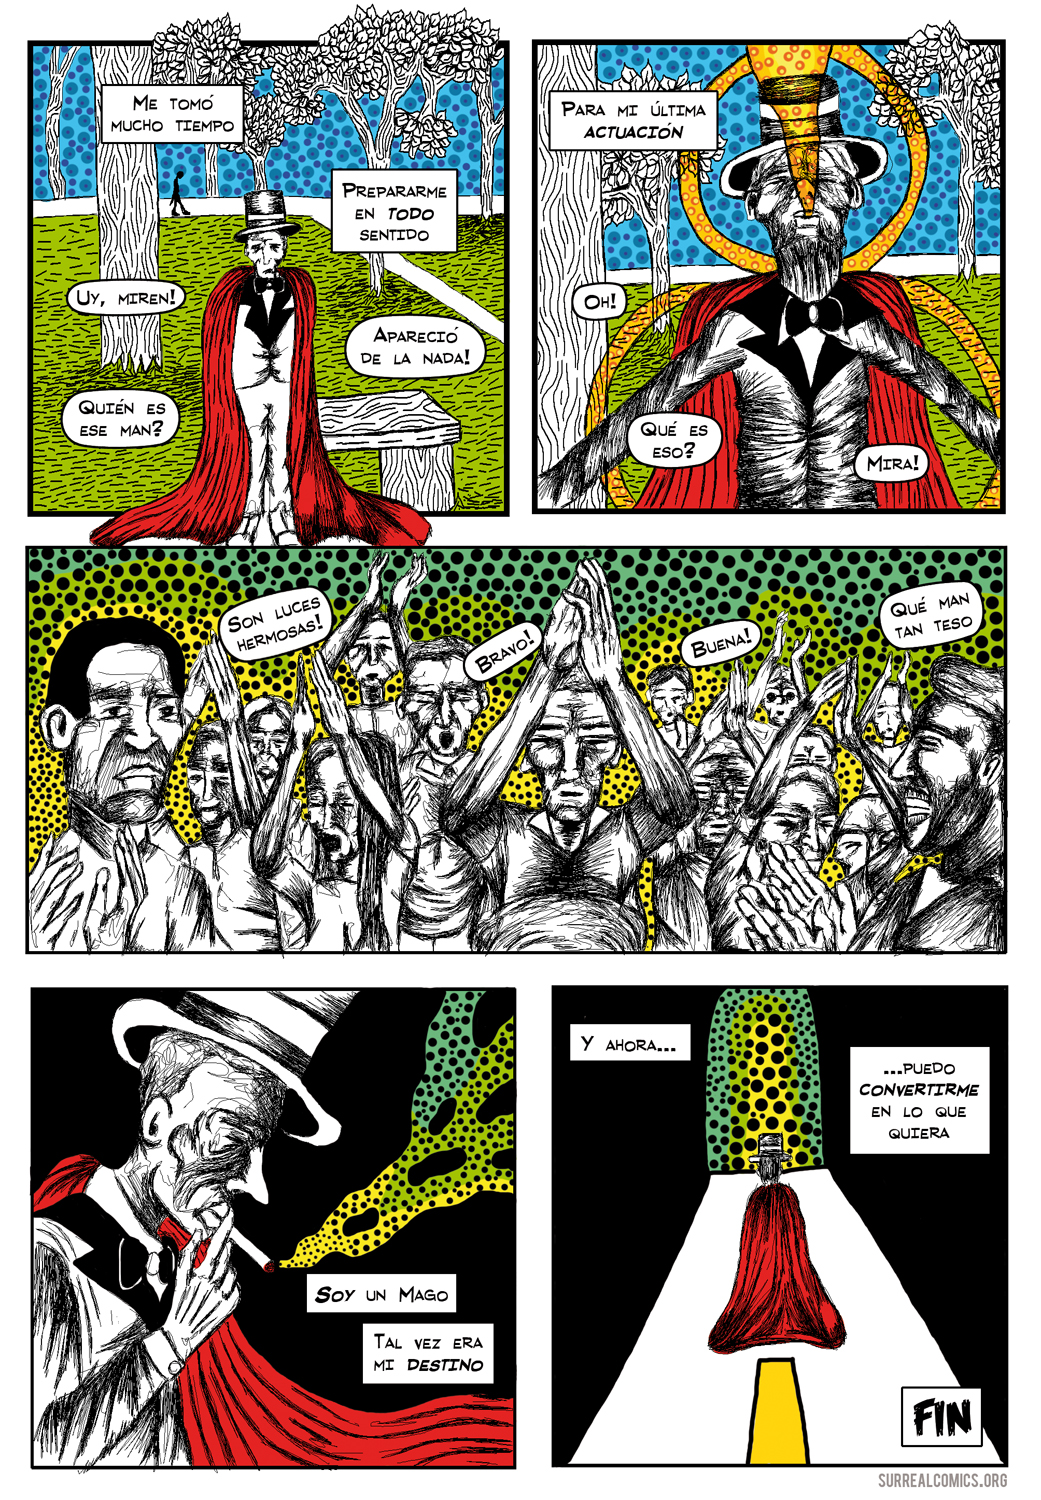 Me tomó
mucho tiempo
Prepararme
en todo
sentido
Uy, miren!
Apareció
de la nada!
Quién es
ese man?
Para mi última
actuación
Oh!
Qué es
eso?
Mira!
Son luces
hermosas!
Bravo!
Buena!
Qué man
tan teso
Soy un Mago
Tal vez era
mi destino
Y ahora...
...puedo
convertirme
en lo que
quiera
FIN
SURREALCOMICS.ORG